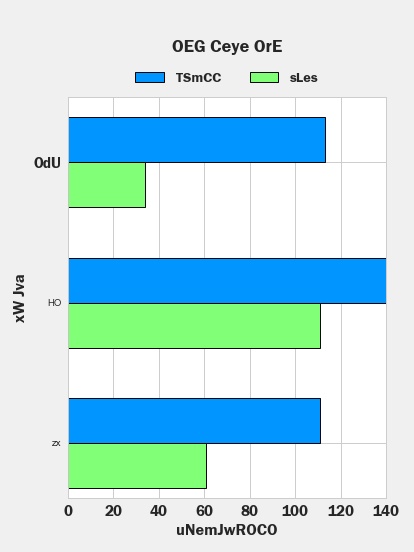 OEG Ceye OrE
TSmCC sLes
OdU
HO
zx
xW Jva
0 20 40 60 80 100 120 140
uNemJwROCO